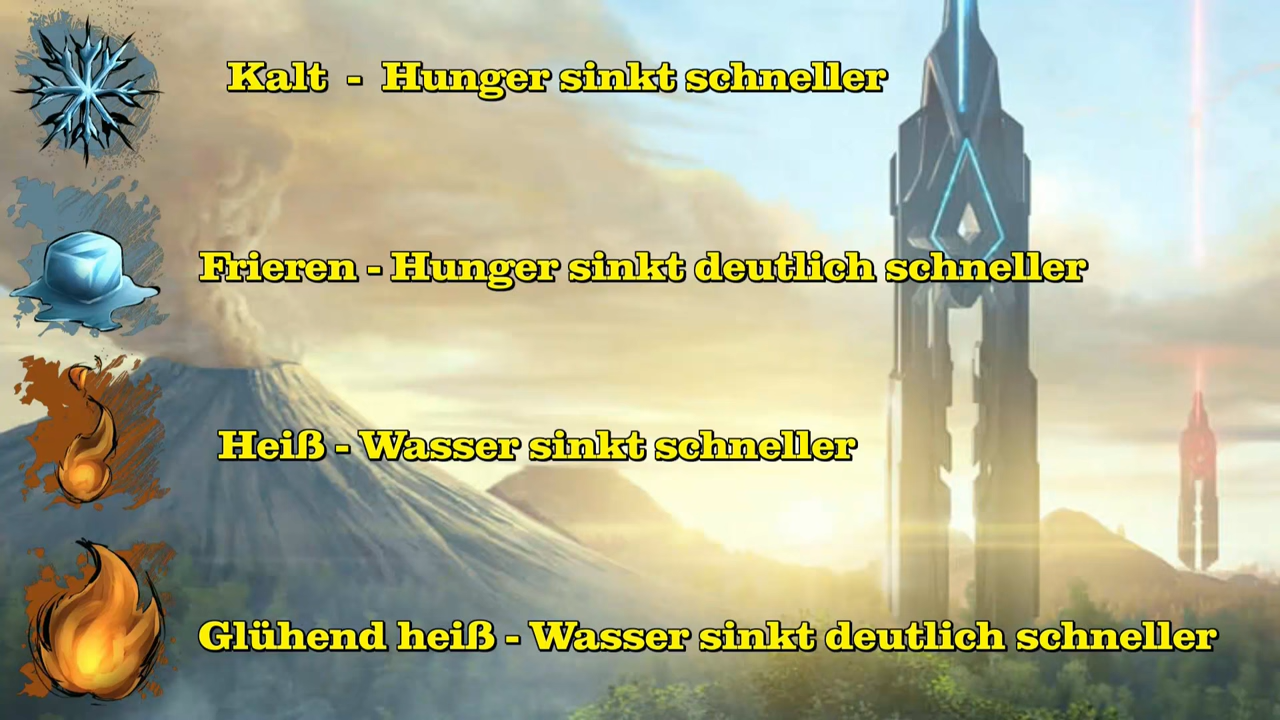 Kalt - Hunger sinkt schneller
Frieren - Hunger sinkt deutlich schneller
Heiß - Wasser sinkt schneller
Glühend heiß - Wasser sinkt deutlich schneller